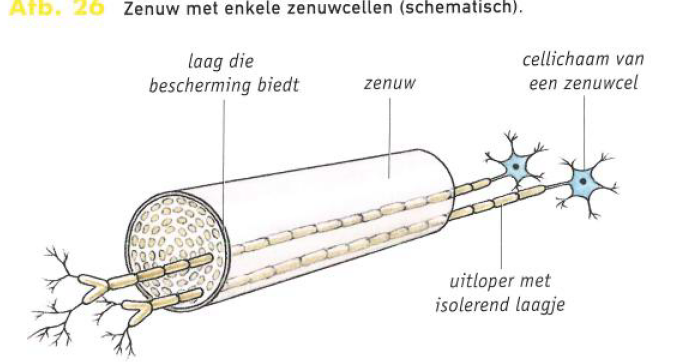 Afb. 26 Zenuw met enkele zenuwcellen (schematisch).
laag die
bescherming biedt
zenuw
cellichaam van
een zenuwcel
uitloper met
isolerend laagje